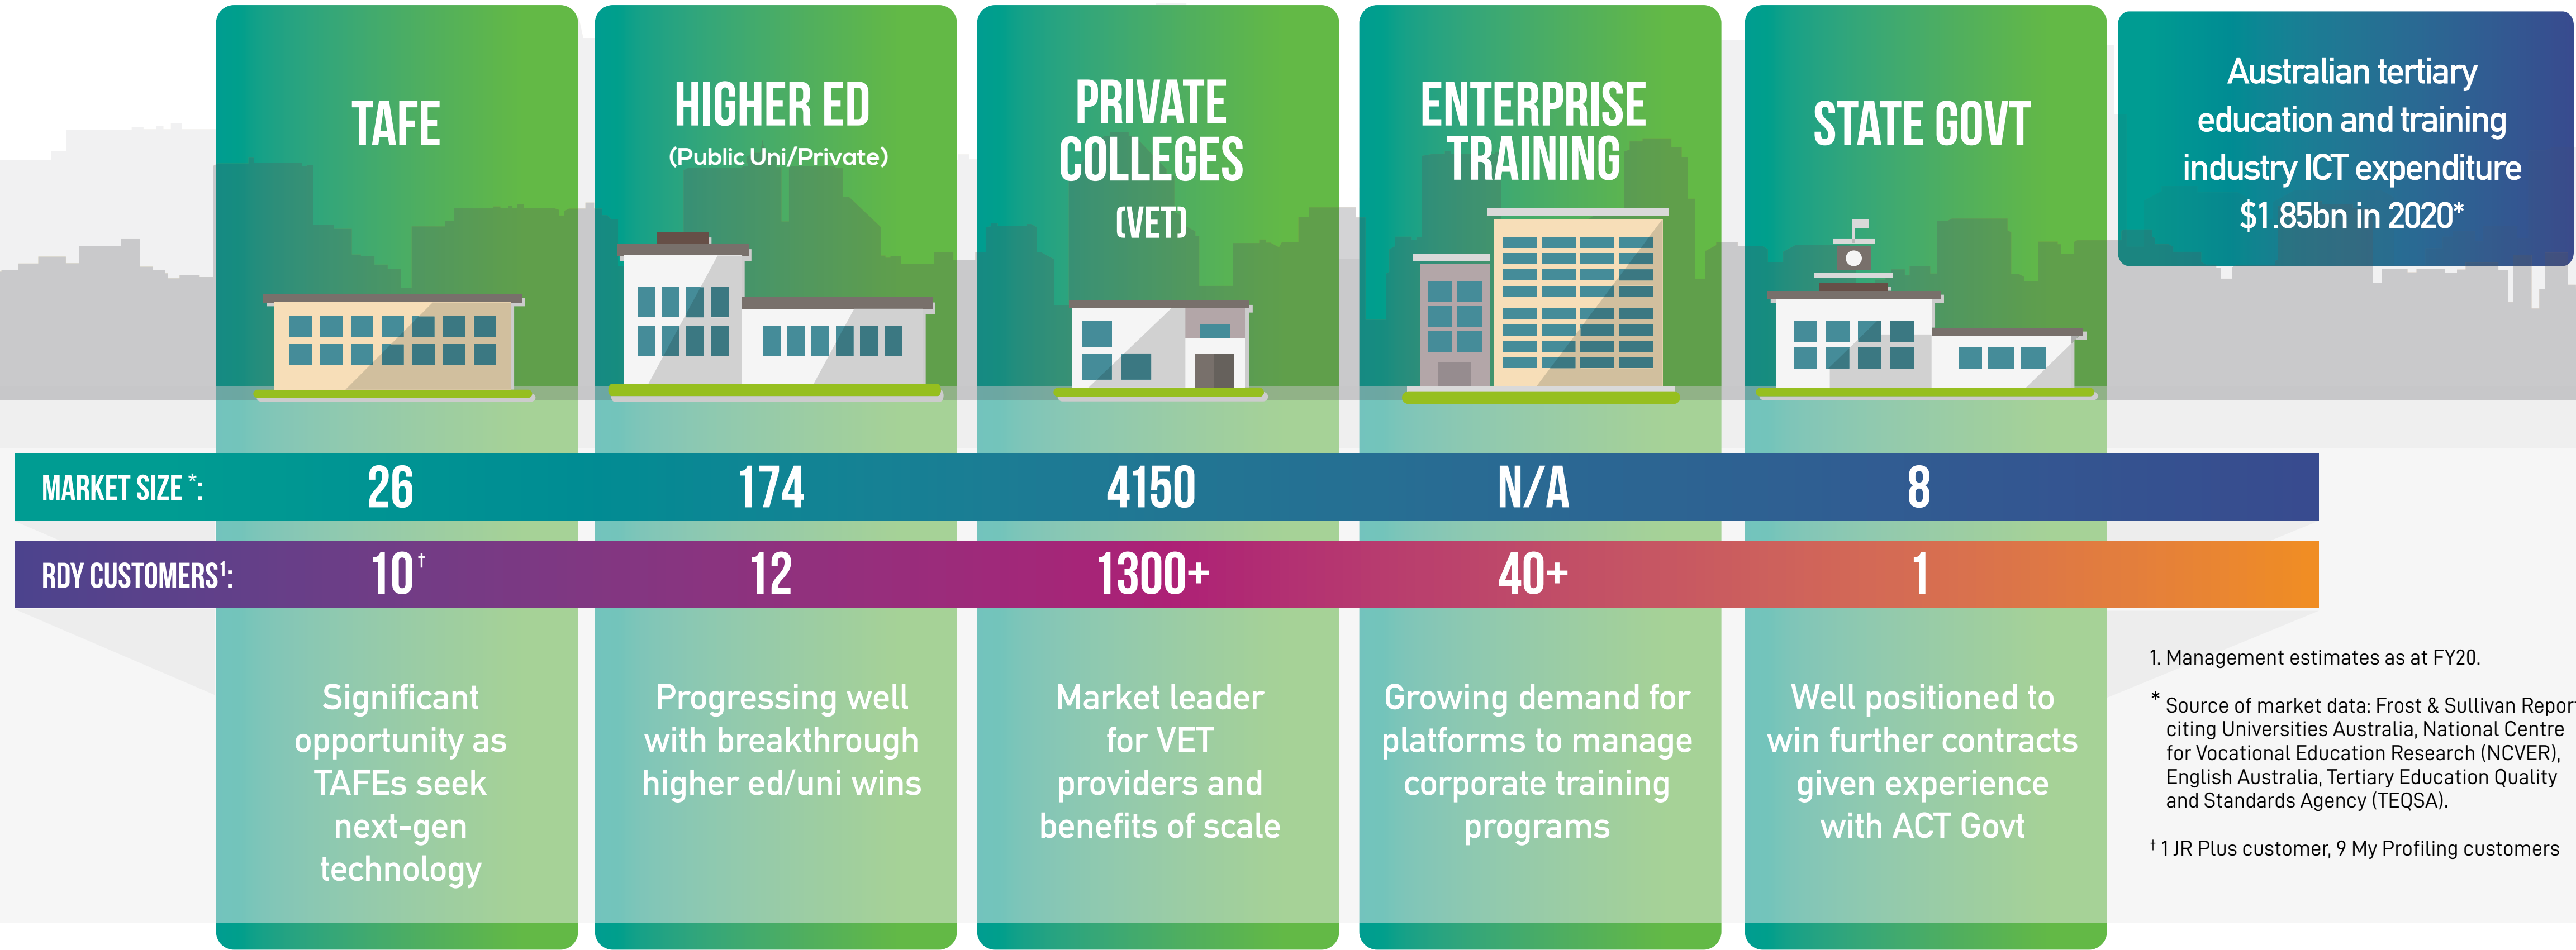 TAFE
HIGHER ED
(Public Uni/Private)
PRIVATE
COLLEGES
(VET)
ENTERPRISE
TRAINING
STATE GOVT
Australian tertiary
education and training
industry ICT expenditure
$1.85bn in 2020*
MARKET SIZE *: 26 174 4150 N/A 8
RDY CUSTOMERS1: 10† 12 1300+ 40+ 1
Significant
opportunity as
TAFEs seek
next-gen
technology
Progressing well
with breakthrough
higher ed/uni wins
Market leader
for VET
providers and
benefits of scale
Growing demand for
platforms to manage
corporate training
programs
Well positioned to
win further contracts
given experience
with ACT Govt
1. Management estimates as at FY20.
* Source of market data: Frost & Sullivan Report
citing Universities Australia, National Centre
for Vocational Education Research (NCVER),
English Australia, Tertiary Education Quality
and Standards Agency (TEQSA).
† 1 JR Plus customer, 9 My Profiling customers